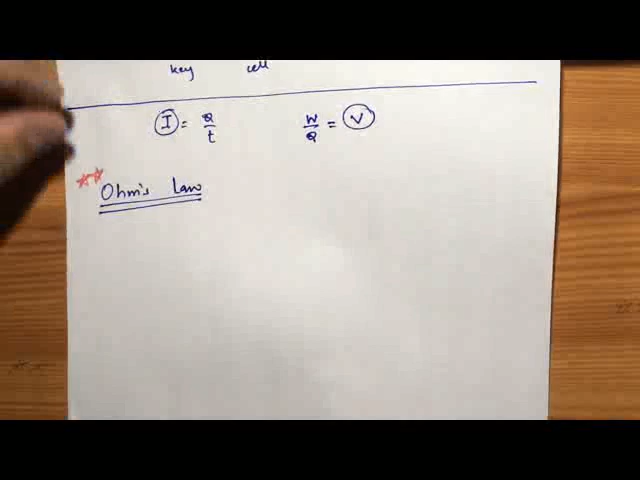 key cell
I = Q/t W/Q = V
Ohm's Law